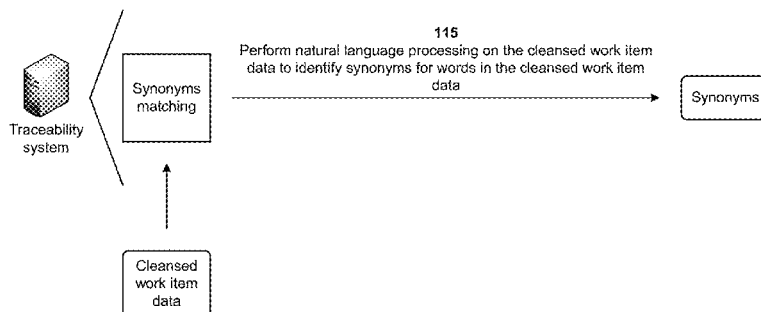 115
Perform natural language processing on the cleansed work item
data to identify synonyms for words in the cleansed work item
data
Synonyms
matching
Synonyms
Traceability
system
Cleansed
work item
data